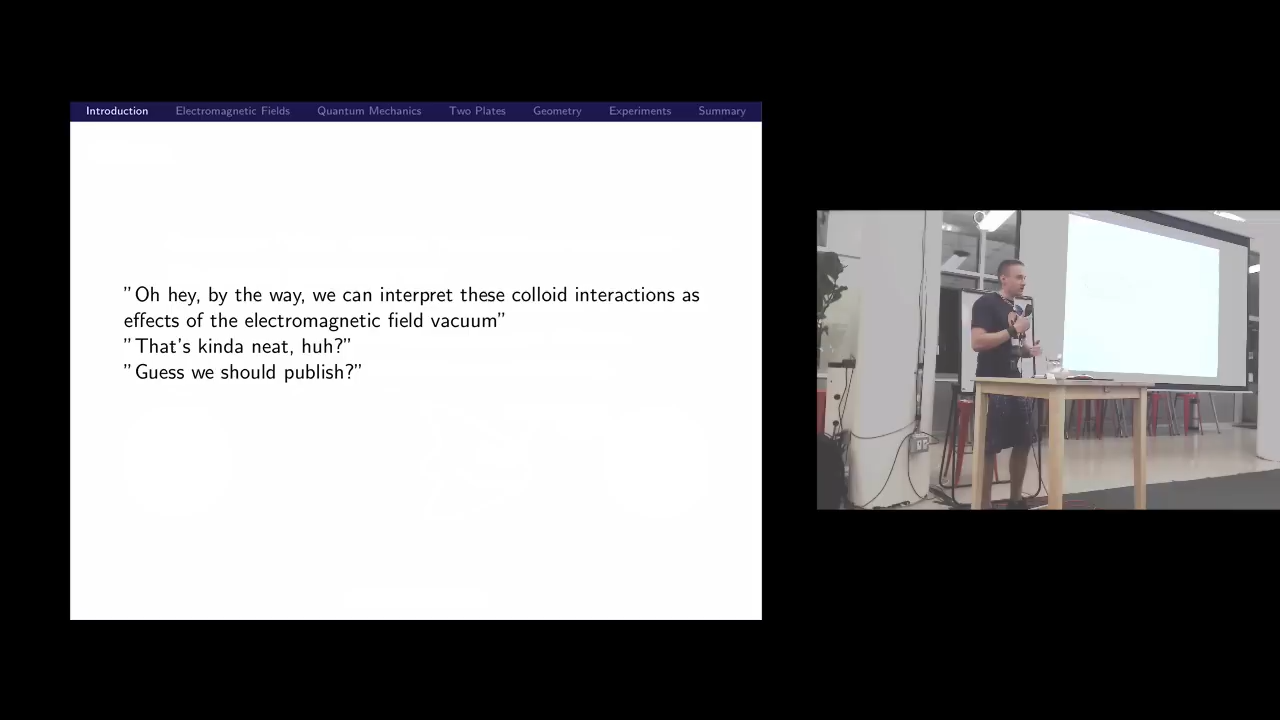 Introduction Electromagnetic Fields Quantum Mechanics Two Plates Geometry Experiments Summary
"Oh hey, by the way, we can interpret these colloid interactions as
effects of the electromagnetic field vacuum"
"That's kinda neat, huh?"
"Guess we should publish?"